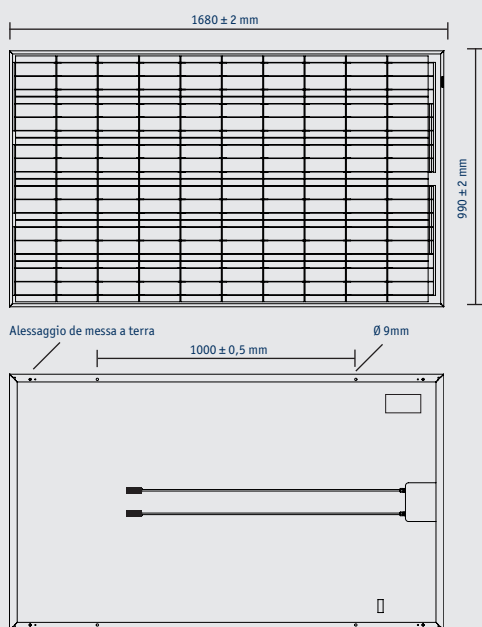 1680 ± 2 mm
990 ± 2 mm
Alessaggio de messa a terra
Ø 9mm
1000 ± 0,5 mm